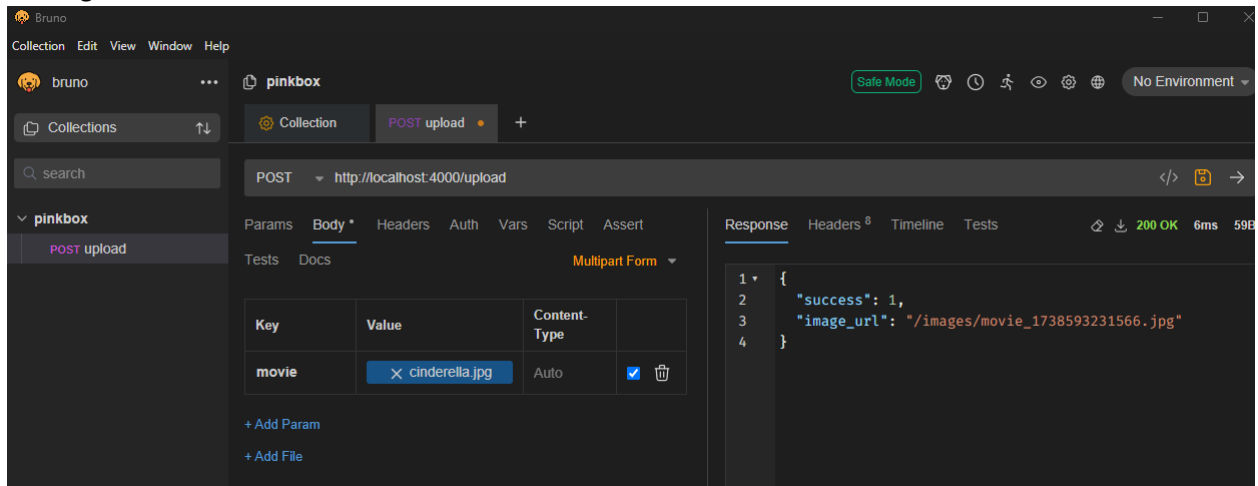 Bruno
Collection Edit View Window Help
bruno
pinkbox
Safe Mode
No Environment
Collections
Collection
POST upload
+
search
POST
http://localhost:4000/upload
</>
pinkbox
POST upload
Params Body * Headers Auth Vars Script Assert
Tests Docs
Multipart Form
Key Value Content-Type
movie × cinderella.jpg Auto
+ Add Param
+ Add File
Response Headers 8 Timeline Tests
200 OK 6ms 59B
1 {
2 "success": 1,
3 "image_url": "/images/movie_1738593231566.jpg"
4 }